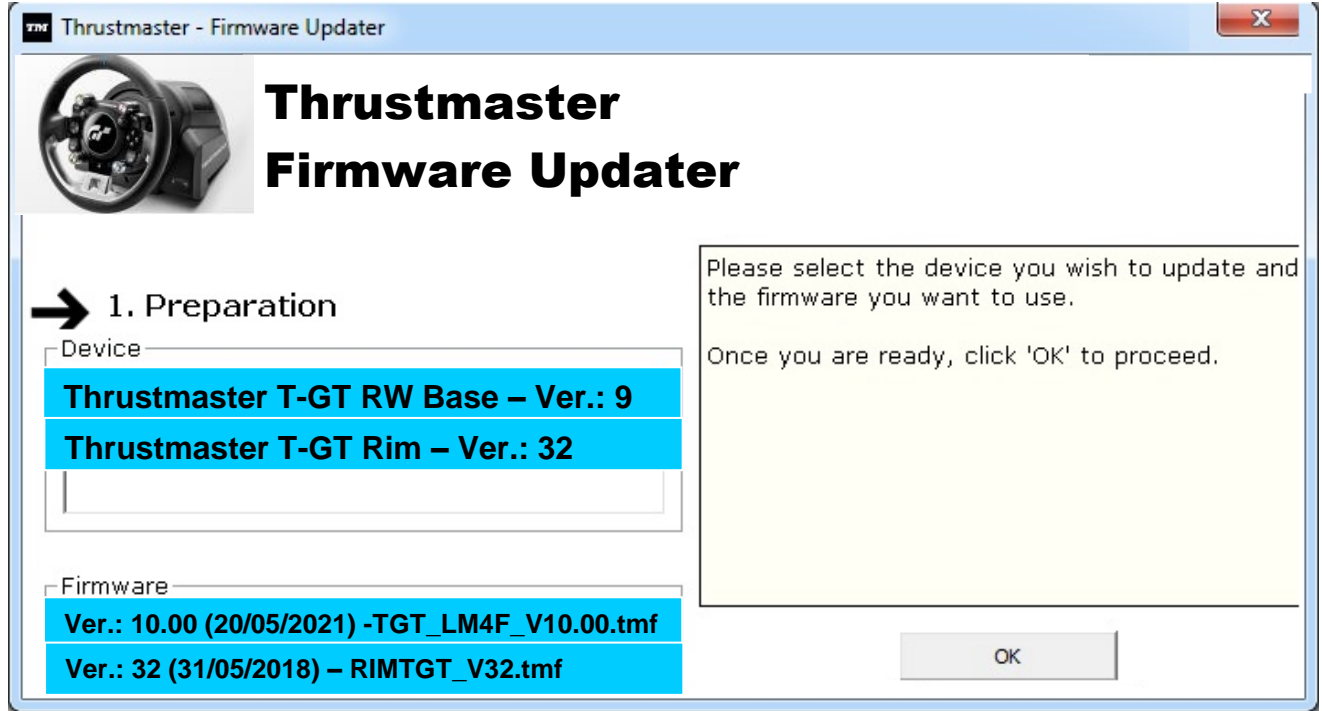 TM Thrustmaster - Firmware Updater
X
GT
Thrustmaster
Firmware Updater
1. Preparation
Device
Thrustmaster T-GT RW Base – Ver.: 9
Thrustmaster T-GT Rim – Ver.: 32
Please select the device you wish to update and
the firmware you want to use.
Once you are ready, click 'OK' to proceed.
Firmware
Ver.: 10.00 (20/05/2021) -TGT_LM4F_V10.00.tmf
Ver.: 32 (31/05/2018) – RIMTGT_V32.tmf
OK